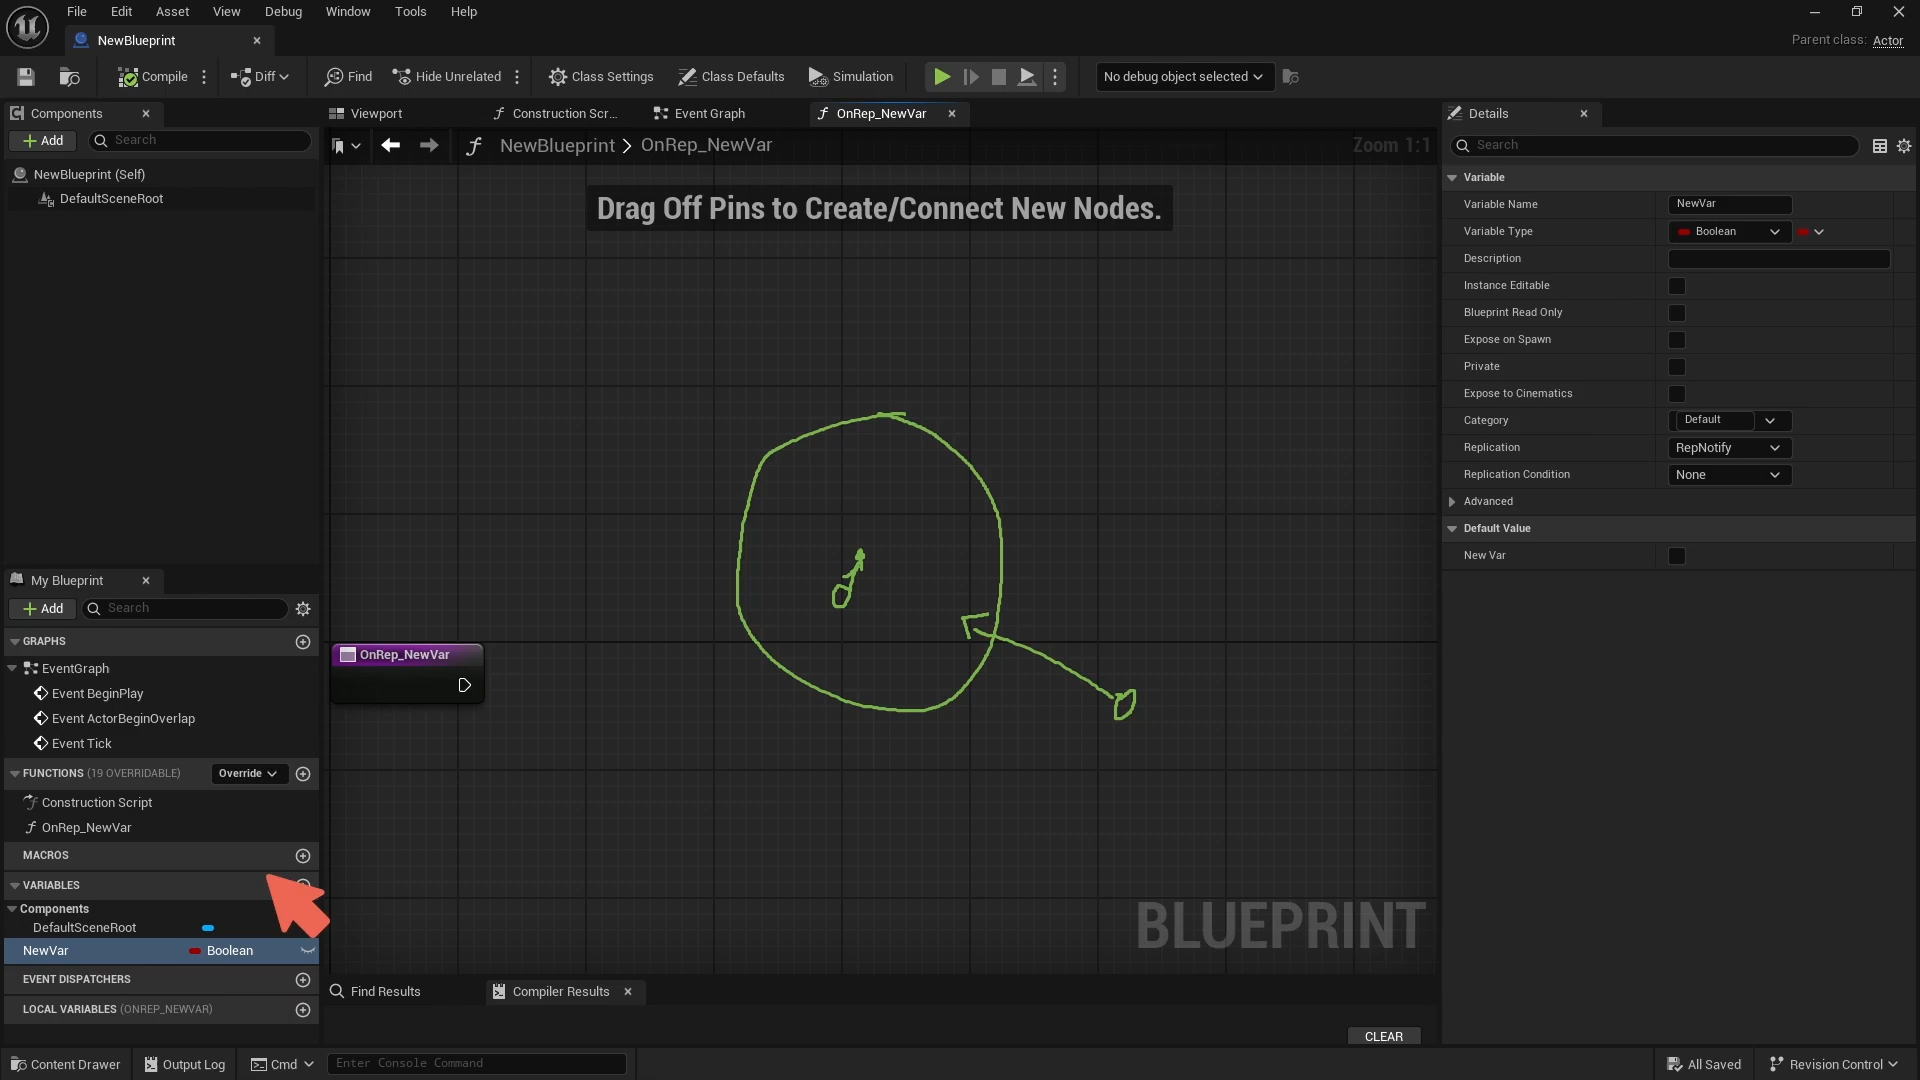 File Edit Asset View Debug Window Tools Help
NewBlueprint
Parent class: Actor
Compile Diff Find Hide Unrelated Class Settings Class Defaults Simulation No debug object selected
Components
Add Search
NewBlueprint (Self)
DefaultSceneRoot
Viewport Construction Scr... Event Graph OnRep_NewVar
NewBlueprint > OnRep_NewVar Zoom 1:1
Drag Off Pins to Create/Connect New Nodes.
OnRep_NewVar
BLUEPRINT
My Blueprint
Add Search
GRAPHS
EventGraph
Event BeginPlay
Event ActorBeginOverlap
Event Tick
FUNCTIONS (19 OVERRIDABLE) Override
Construction Script
OnRep_NewVar
MACROS
VARIABLES
Components
DefaultSceneRoot
NewVar Boolean
EVENT DISPATCHERS
LOCAL VARIABLES (ONREP_NEWVAR)
Find Results Compiler Results
CLEAR
Details
Search
Variable
Variable Name NewVar
Variable Type Boolean
Description
Instance Editable
Blueprint Read Only
Expose on Spawn
Private
Expose to Cinematics
Category Default
Replication RepNotify
Replication Condition None
Advanced
Default Value
New Var
Content Drawer Output Log Cmd Enter Console Command All Saved Revision Control